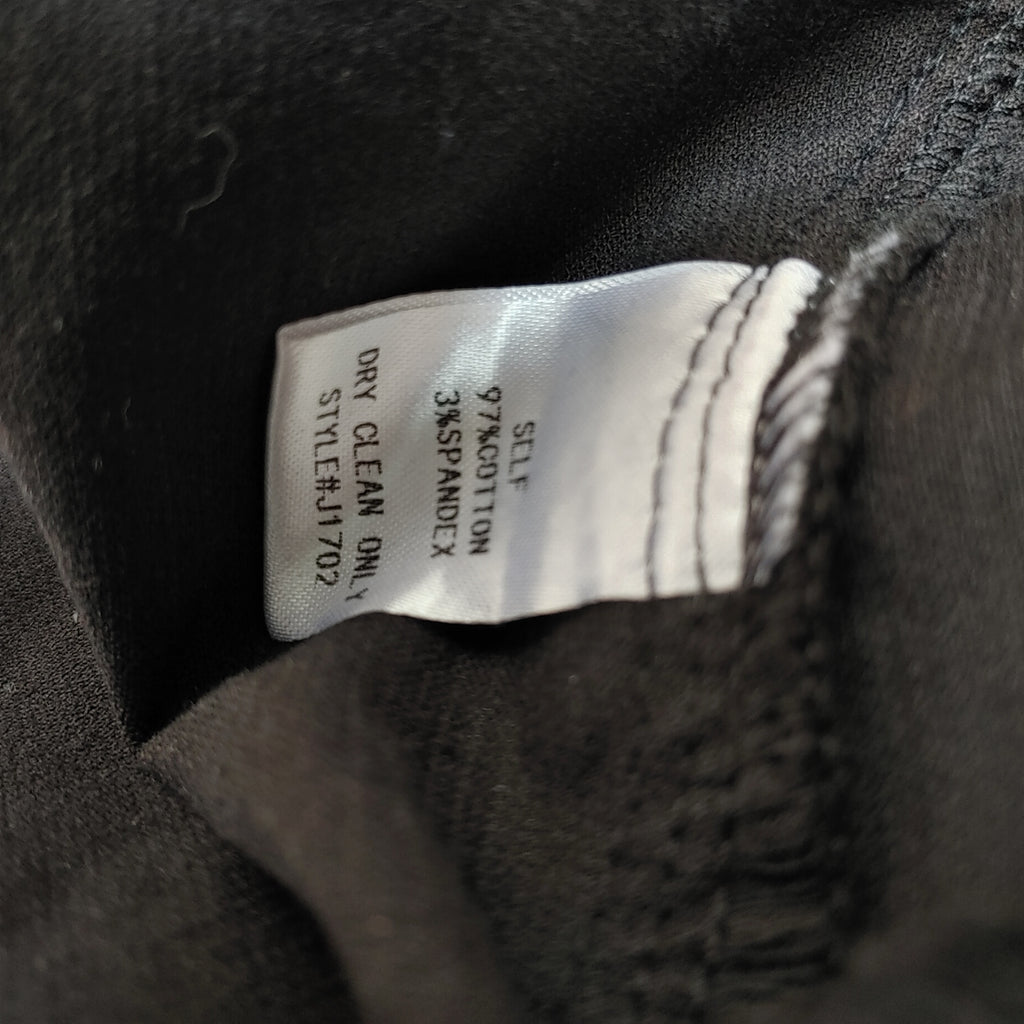 SELF
97%COTTON
3%SPANDEX
DRY CLEAN ONLY
STYLE#J1702